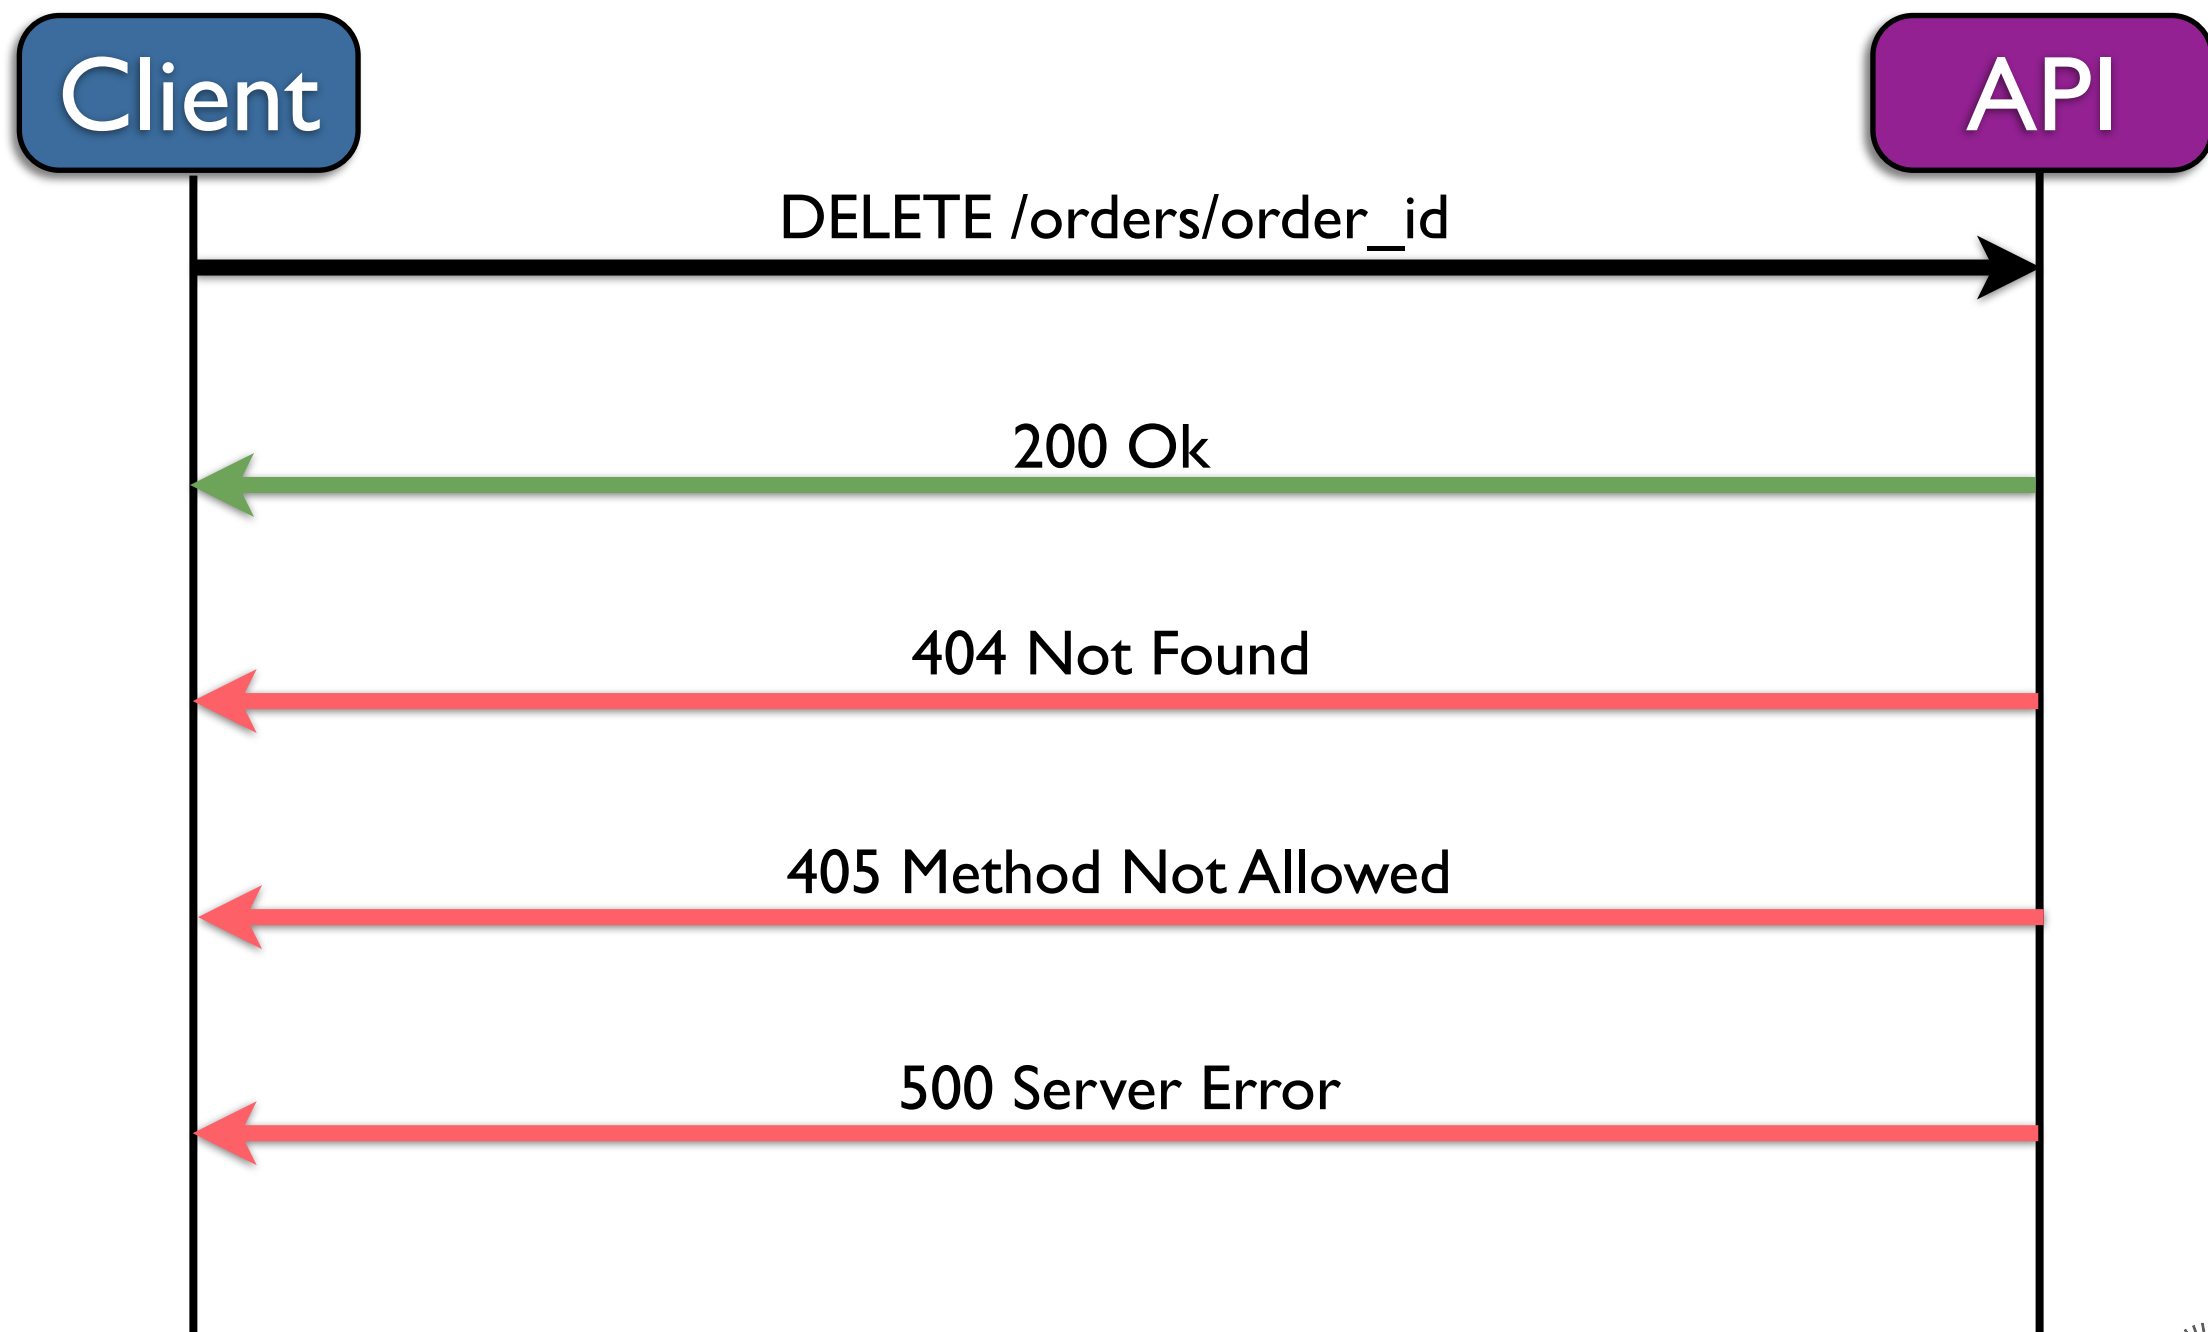 Client
API
DELETE /orders/order_id
200 Ok
404 Not Found
405 Method Not Allowed
500 Server Error